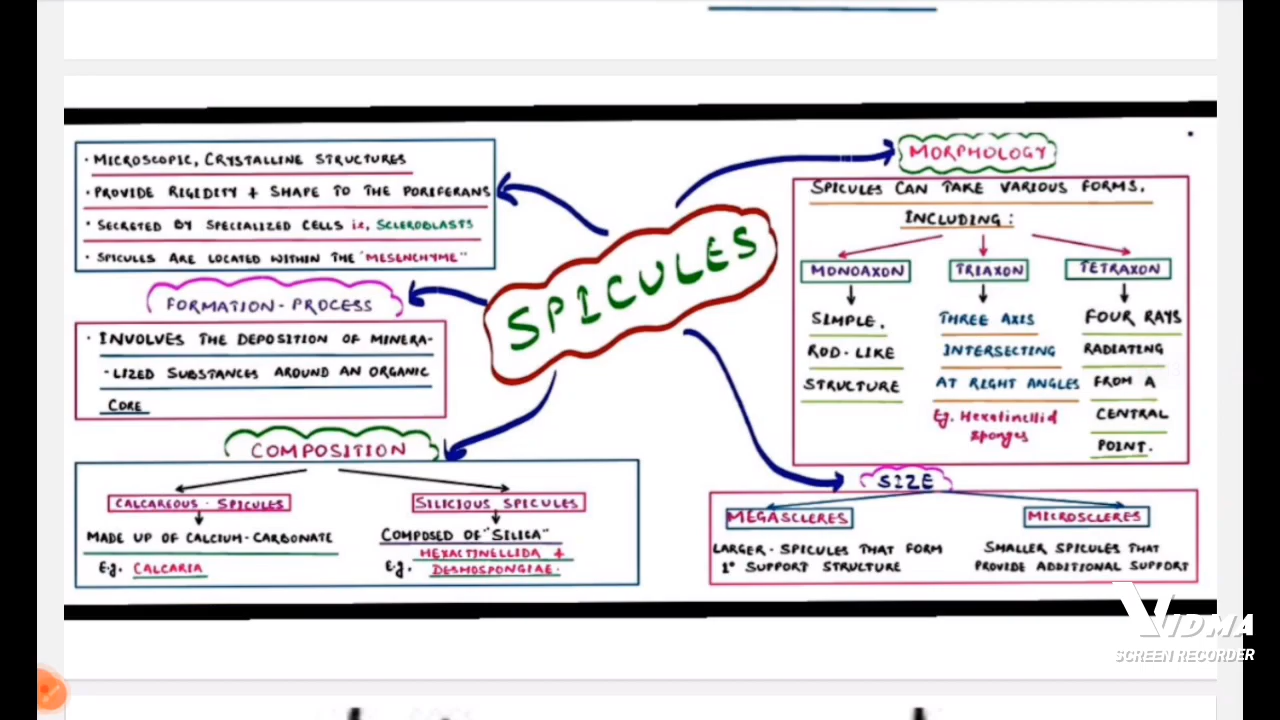 SPICULES
· MICROSCOPIC, CRYSTALLINE STRUCTURES
· PROVIDE RIGIDITY + SHAPE TO THE PORIFERANS
· SECRETED BY SPECIALIZED CELLS i.e, SCLEROBLASTS
· SPICULES ARE LOCATED WITHIN THE "MESENCHYME"
FORMATION-PROCESS
· INVOLVES THE DEPOSITION OF MINERA-
-LIZED SUBSTANCES AROUND AN ORGANIC
CORE
COMPOSITION
CALCAREOUS-SPICULES
MADE UP OF CALCIUM-CARBONATE
E.g. CALCARIA
SILICIOUS SPICULES
COMPOSED OF "SILICA"
HEXACTINELLIDA +
E.g. DESMOSPONGIAE.
MORPHOLOGY
SPICULES CAN TAKE VARIOUS FORMS,
INCLUDING:
MONOAXON
SIMPLE,
ROD-LIKE
STRUCTURE
TRIAXON
THREE AXIS
INTERSECTING
AT RIGHT ANGLES
Eg. Hexatinellid
sponges
TETRAXON
FOUR RAYS
RADIATING
FROM A
CENTRAL
POINT.
SIZE
MEGASCLERES
LARGER-SPICULES THAT FORM
1° SUPPORT STRUCTURE
MICROSCLERES
SMALLER SPICULES THAT
PROVIDE ADDITIONAL SUPPORT
VIDMA
SCREEN RECORDER